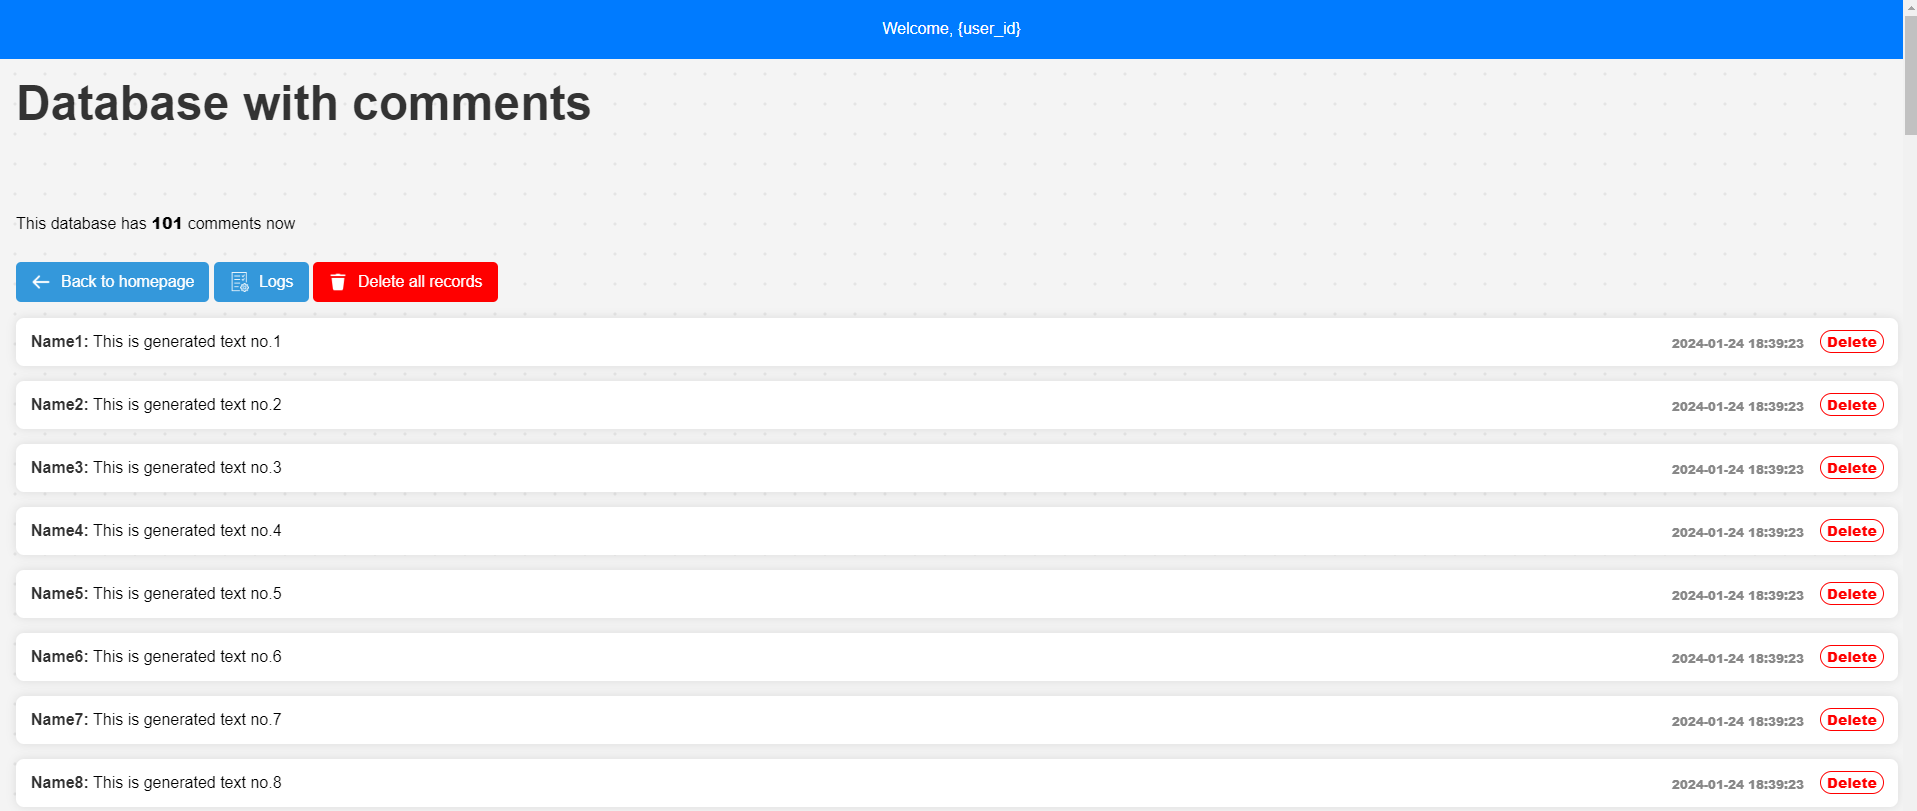 Welcome, {user_id}
Database with comments
This database has 101 comments now
Back to homepage Logs Delete all records
Name1: This is generated text no.1 2024-01-24 18:39:23 Delete
Name2: This is generated text no.2 2024-01-24 18:39:23 Delete
Name3: This is generated text no.3 2024-01-24 18:39:23 Delete
Name4: This is generated text no.4 2024-01-24 18:39:23 Delete
Name5: This is generated text no.5 2024-01-24 18:39:23 Delete
Name6: This is generated text no.6 2024-01-24 18:39:23 Delete
Name7: This is generated text no.7 2024-01-24 18:39:23 Delete
Name8: This is generated text no.8 2024-01-24 18:39:23 Delete